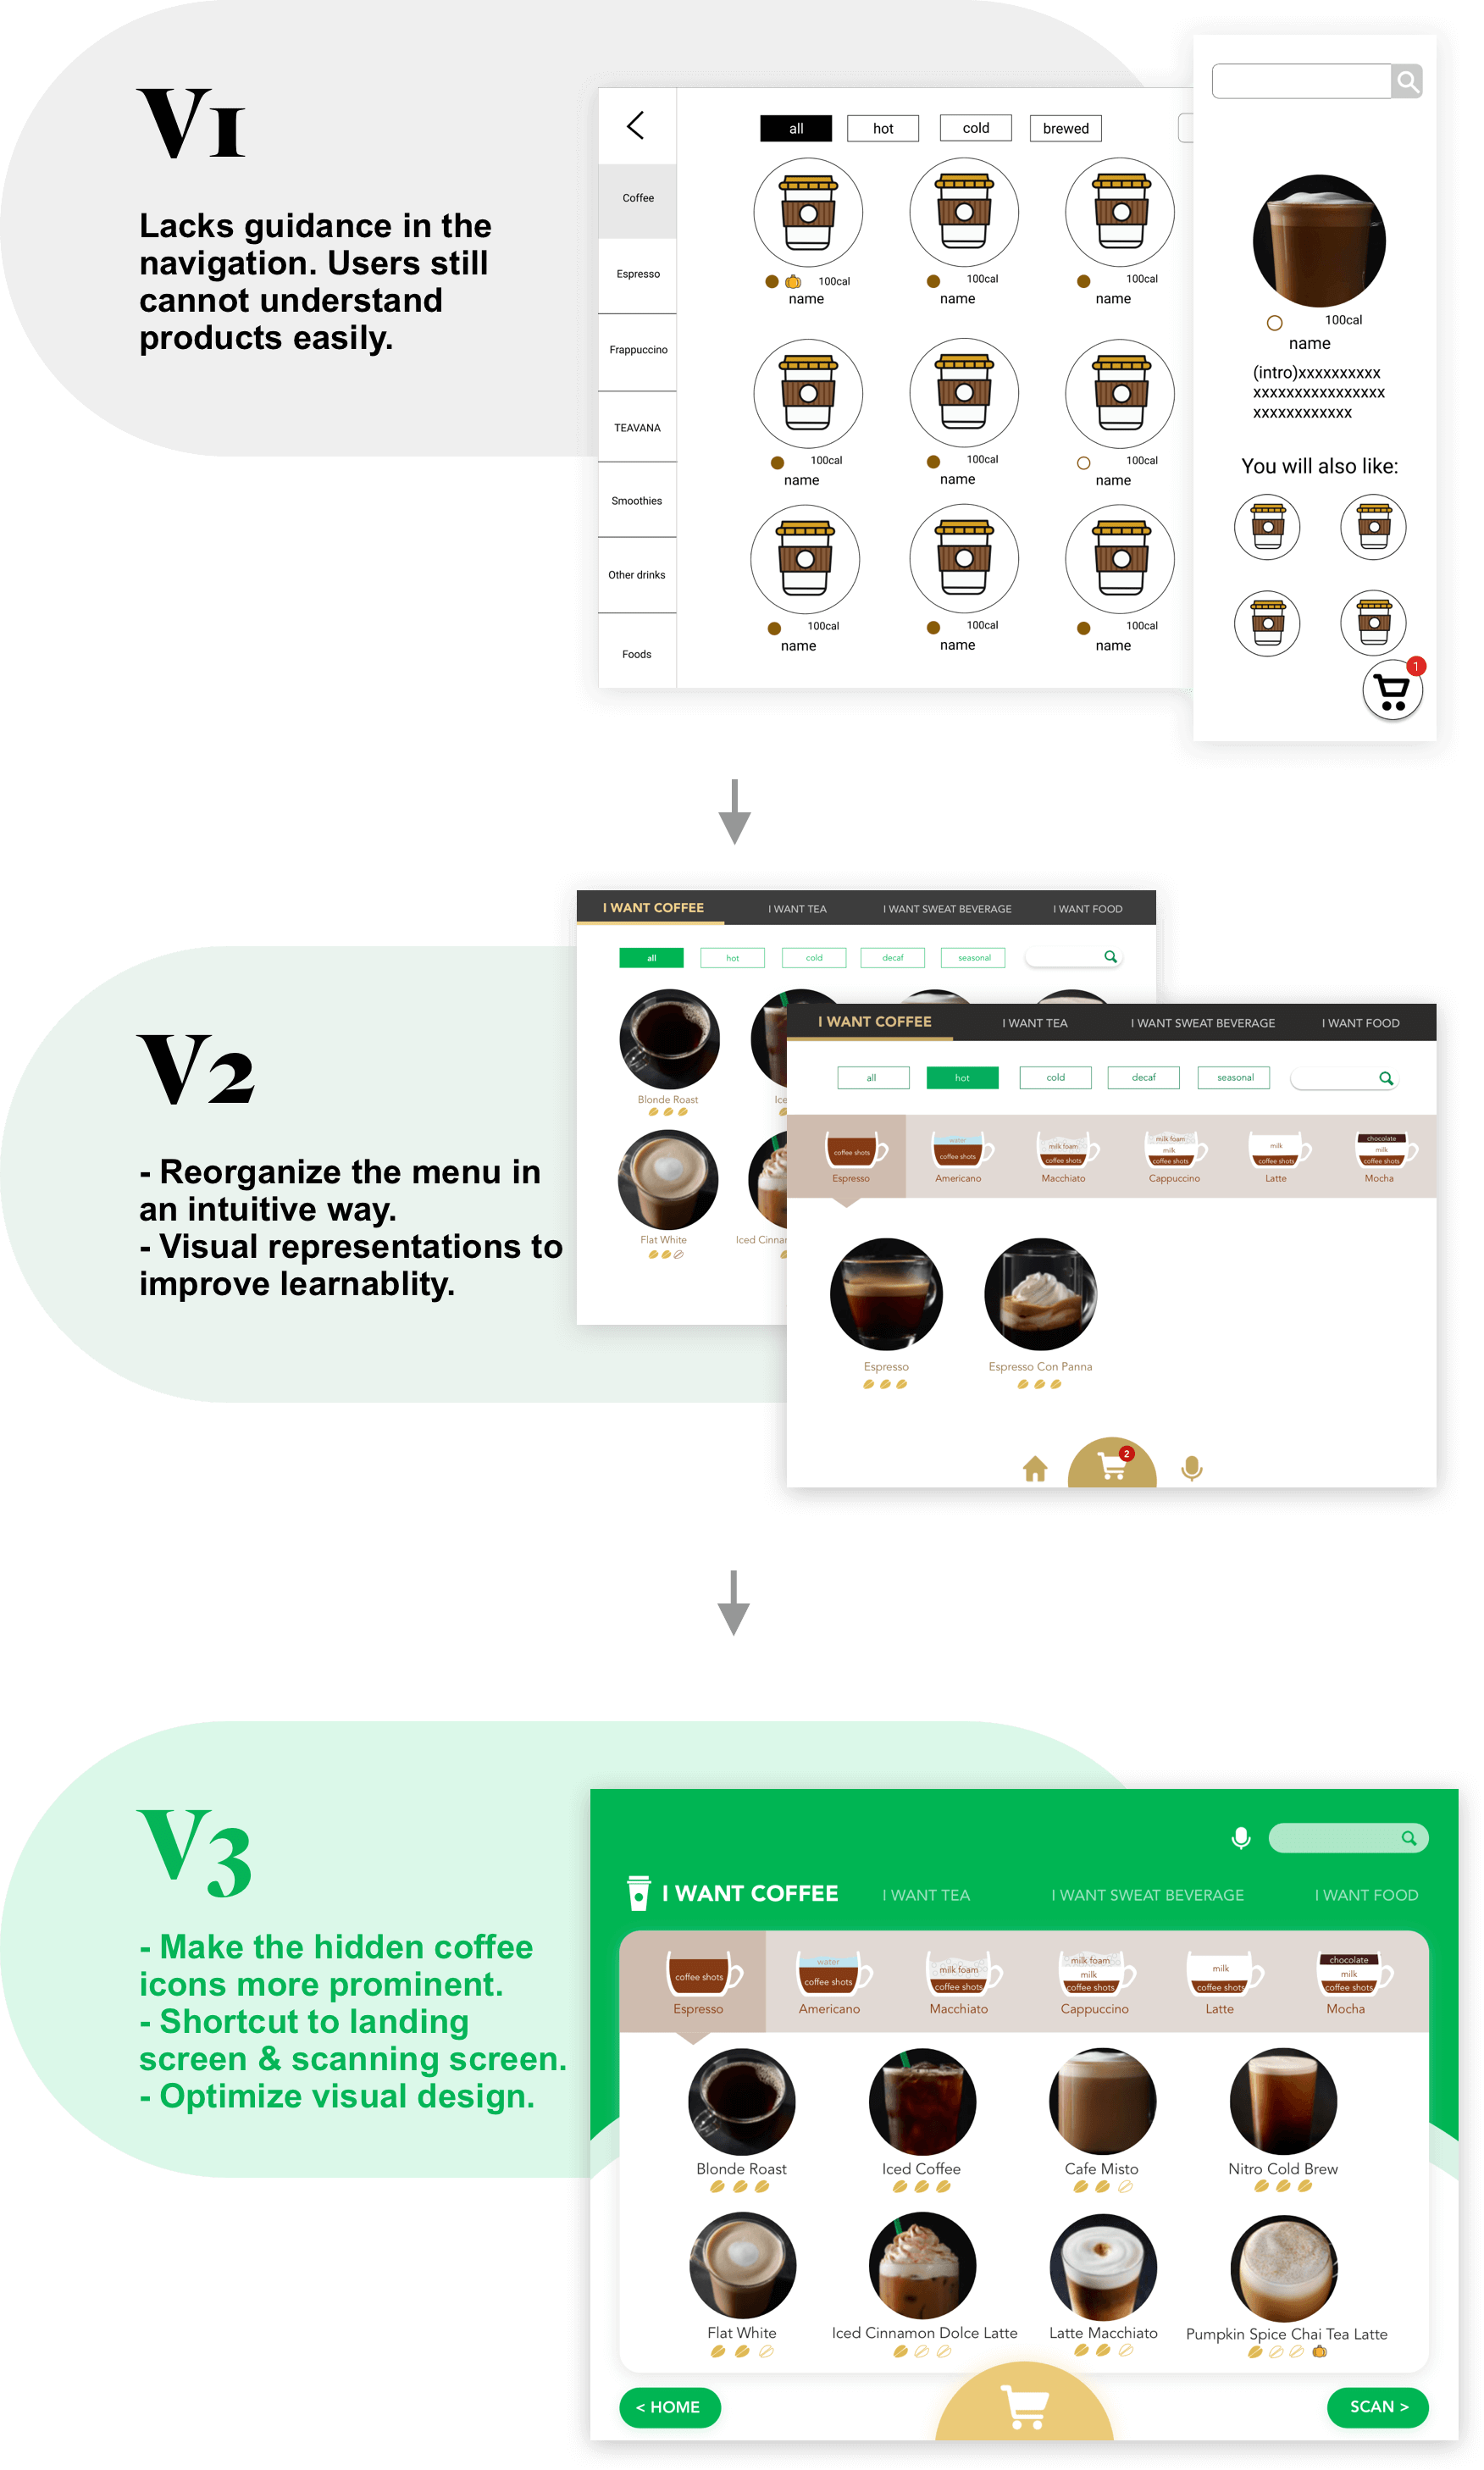 V1
Lacks guidance in the
navigation. Users still
cannot understand
products easily.
all hot cold brewed
Coffee
Espresso
Frappuccino
TEAVANA
Smoothies
Other drinks
Foods
100cal 100cal 100cal
name name name
100cal 100cal 100cal
name name name
100cal 100cal 100cal
name name name
100cal
name
(intro)xxxxxxxxxx
xxxxxxxxxxxxxxxx
xxxxxxxxxxxx
You will also like:
1
V2
- Reorganize the menu in
an intuitive way.
- Visual representations to
improve learnablity.
I WANT COFFEE I WANT TEA I WANT SWEAT BEVERAGE I WANT FOOD
all hot cold decaf seasonal
Blonde Roast Ice
Flat White Iced Cinna
I WANT COFFEE I WANT TEA I WANT SWEAT BEVERAGE I WANT FOOD
all hot cold decaf seasonal
coffee shots
Espresso
water
coffee shots
Americano
milk foam
coffee shots
Macchiato
milk foam
milk
coffee shots
Cappuccino
milk
coffee shots
Latte
chocolate
milk
coffee shots
Mocha
Espresso Espresso Con Panna
2
V3
- Make the hidden coffee
icons more prominent.
- Shortcut to landing
screen & scanning screen.
- Optimize visual design.
I WANT COFFEE I WANT TEA I WANT SWEAT BEVERAGE I WANT FOOD
coffee shots
Espresso
water
coffee shots
Americano
milk foam
coffee shots
Macchiato
milk foam
milk
coffee shots
Cappuccino
milk
coffee shots
Latte
chocolate
milk
coffee shots
Mocha
Blonde Roast Iced Coffee Cafe Misto Nitro Cold Brew
Flat White Iced Cinnamon Dolce Latte Latte Macchiato Pumpkin Spice Chai Tea Latte
< HOME SCAN >